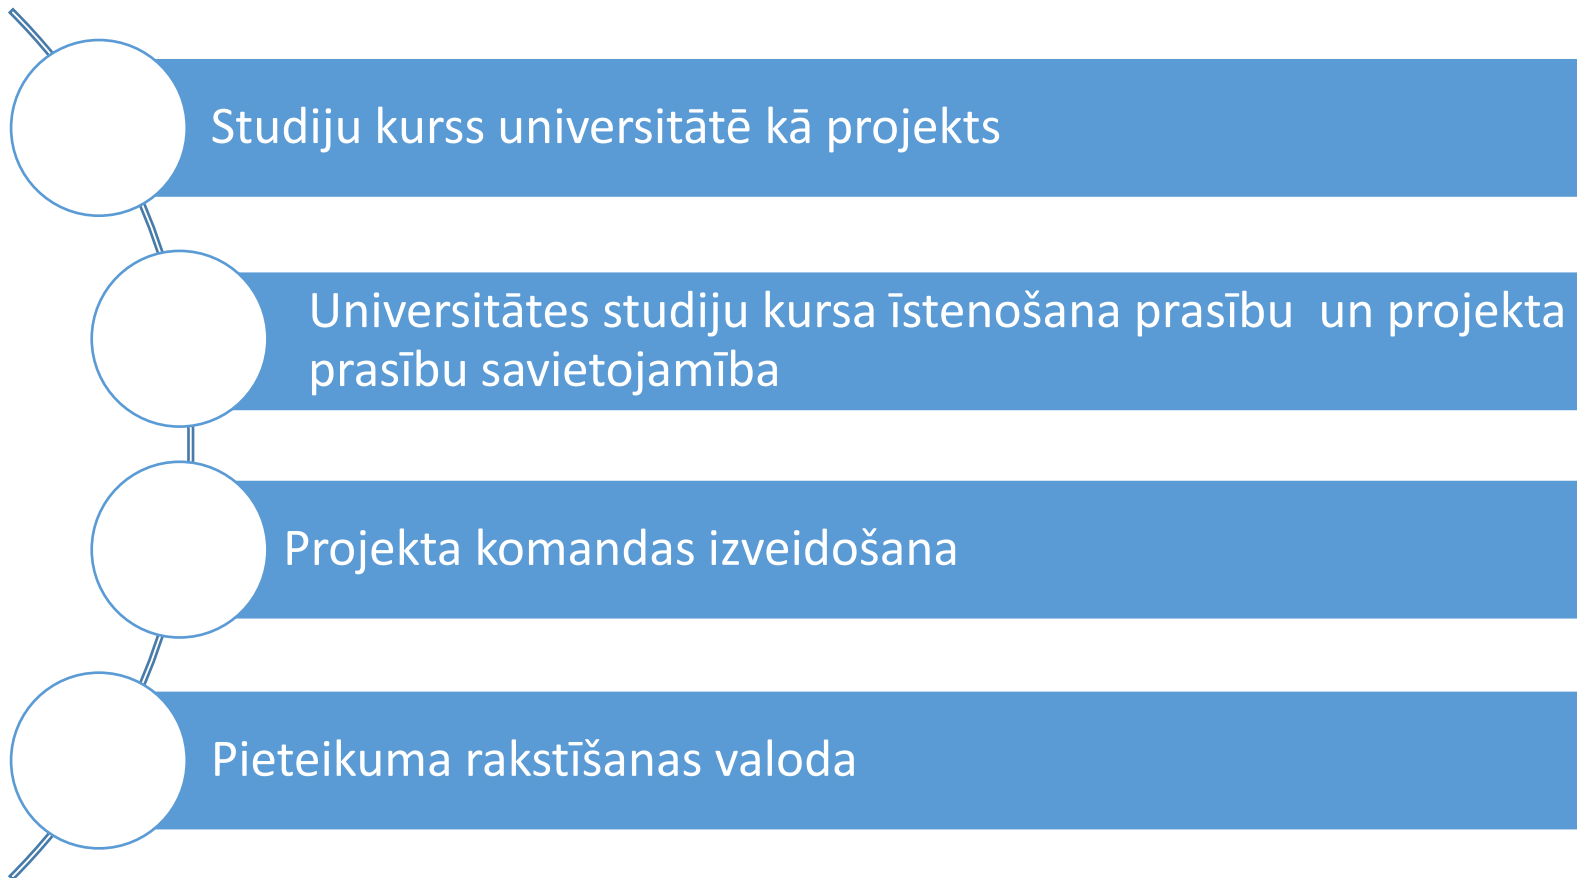 Studiju kurss universitātē kā projekts
Universitātes studiju kursa īstenošana prasību  un projekta
prasību savietojamība
Projekta komandas izveidošana
Pieteikuma rakstīšanas valoda